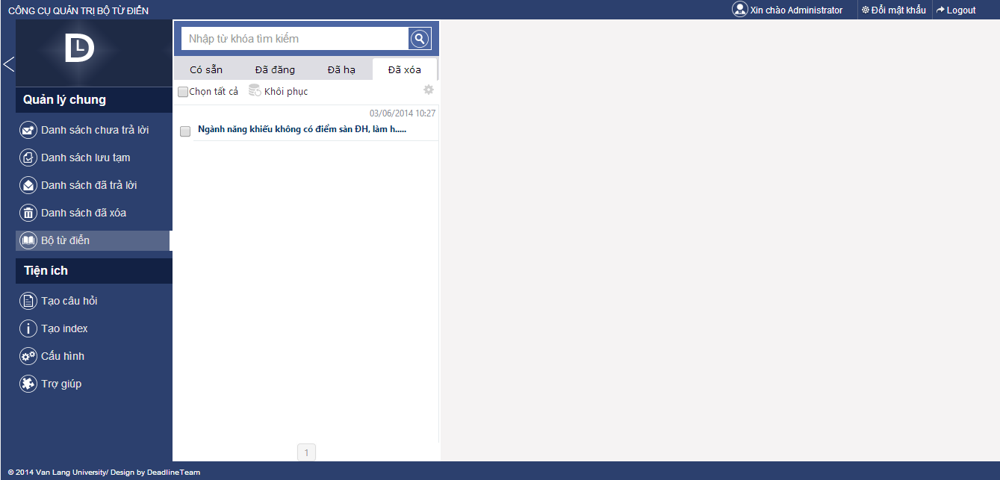 CÔNG CỤ QUẢN TRỊ BỘ TỪ ĐIỂN
Xin chào Administrator
Đổi mật khẩu
Logout
DL
Quản lý chung
Danh sách chưa trả lời
Danh sách lưu tạm
Danh sách đã trả lời
Danh sách đã xóa
Bộ từ điển
Tiện ích
Tạo câu hỏi
Tạo index
Cấu hình
Trợ giúp
Nhập từ khóa tìm kiếm
Có sẵn
Đã đăng
Đã hạ
Đã xóa
Chọn tất cả
Khôi phục
03/06/2014 10:27
Ngành năng khiếu không có điểm sàn ĐH, làm h.....
1
© 2014 Van Lang University/ Design by DeadlineTeam